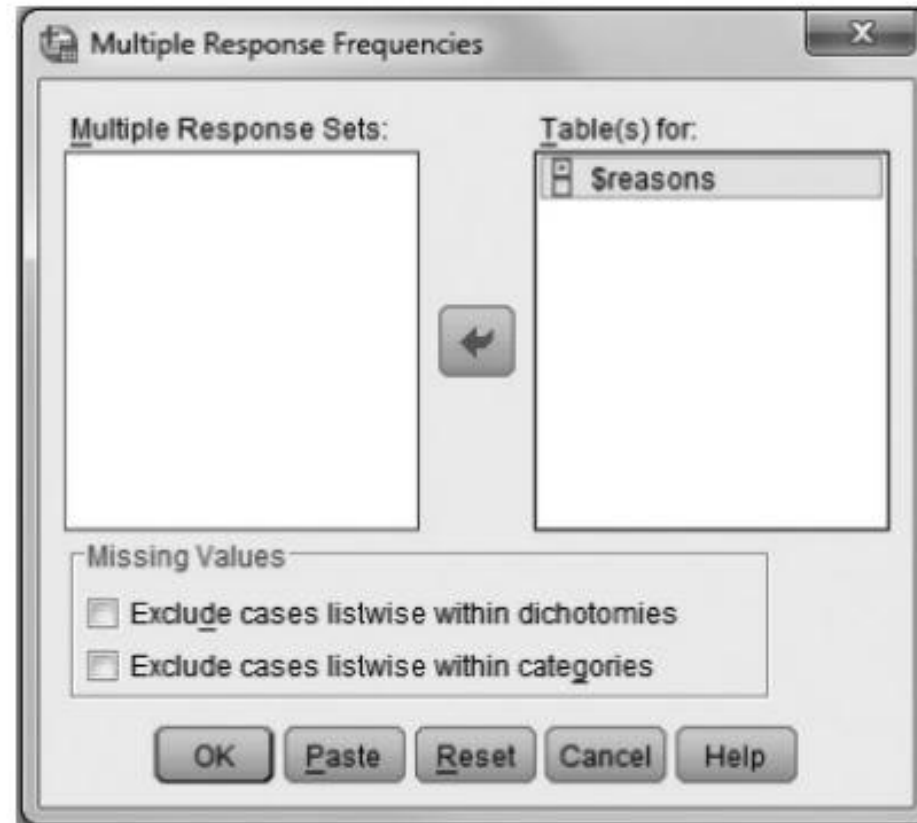 Multiple Response Frequencies
Multiple Response Sets:
Table(s) for:
$reasons
Missing Values
Exclude cases listwise within dichotomies
Exclude cases listwise within categories
OK Paste Reset Cancel Help